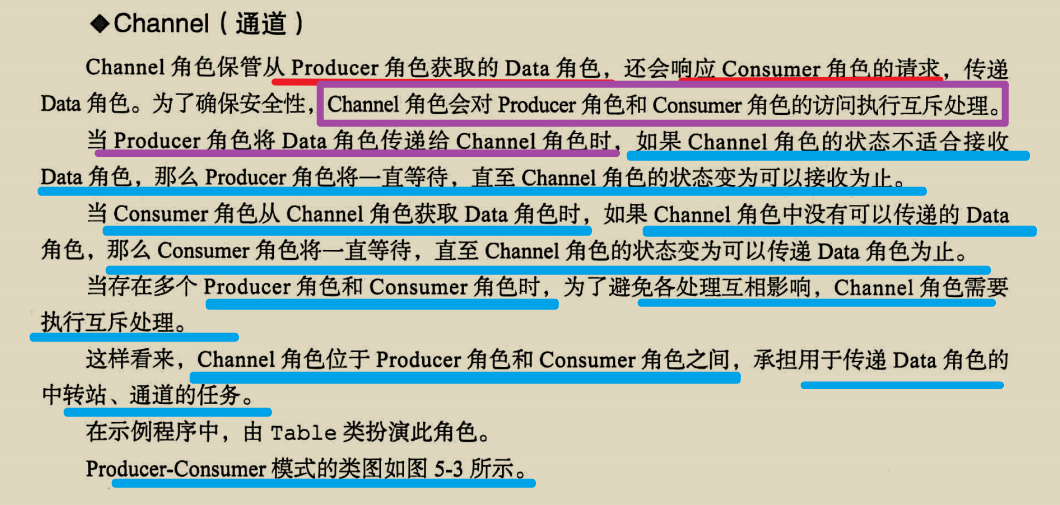 ◆Channel（通道）
Channel 角色保管从 Producer 角色获取的 Data 角色，还会响应 Consumer 角色的请求，传递
Data 角色。为了确保安全性，Channel 角色会对 Producer 角色和 Consumer 角色的访问执行互斥处理。
当 Producer 角色将 Data 角色传递给 Channel 角色时，如果 Channel 角色的状态不适合接收
Data 角色，那么 Producer 角色将一直等待，直至 Channel 角色的状态变为可以接收为止。
当 Consumer 角色从 Channel 角色获取 Data 角色时，如果 Channel 角色中没有可以传递的 Data
角色，那么 Consumer 角色将一直等待，直至 Channel 角色的状态变为可以传递 Data 角色为止。
当存在多个 Producer 角色和 Consumer 角色时，为了避免各处理互相影响，Channel 角色需要
执行互斥处理。
这样看来，Channel 角色位于 Producer 角色和 Consumer 角色之间，承担用于传递 Data 角色的
中转站、通道的任务。
在示例程序中，由 Table 类扮演此角色。
Producer-Consumer 模式的类图如图 5-3 所示。